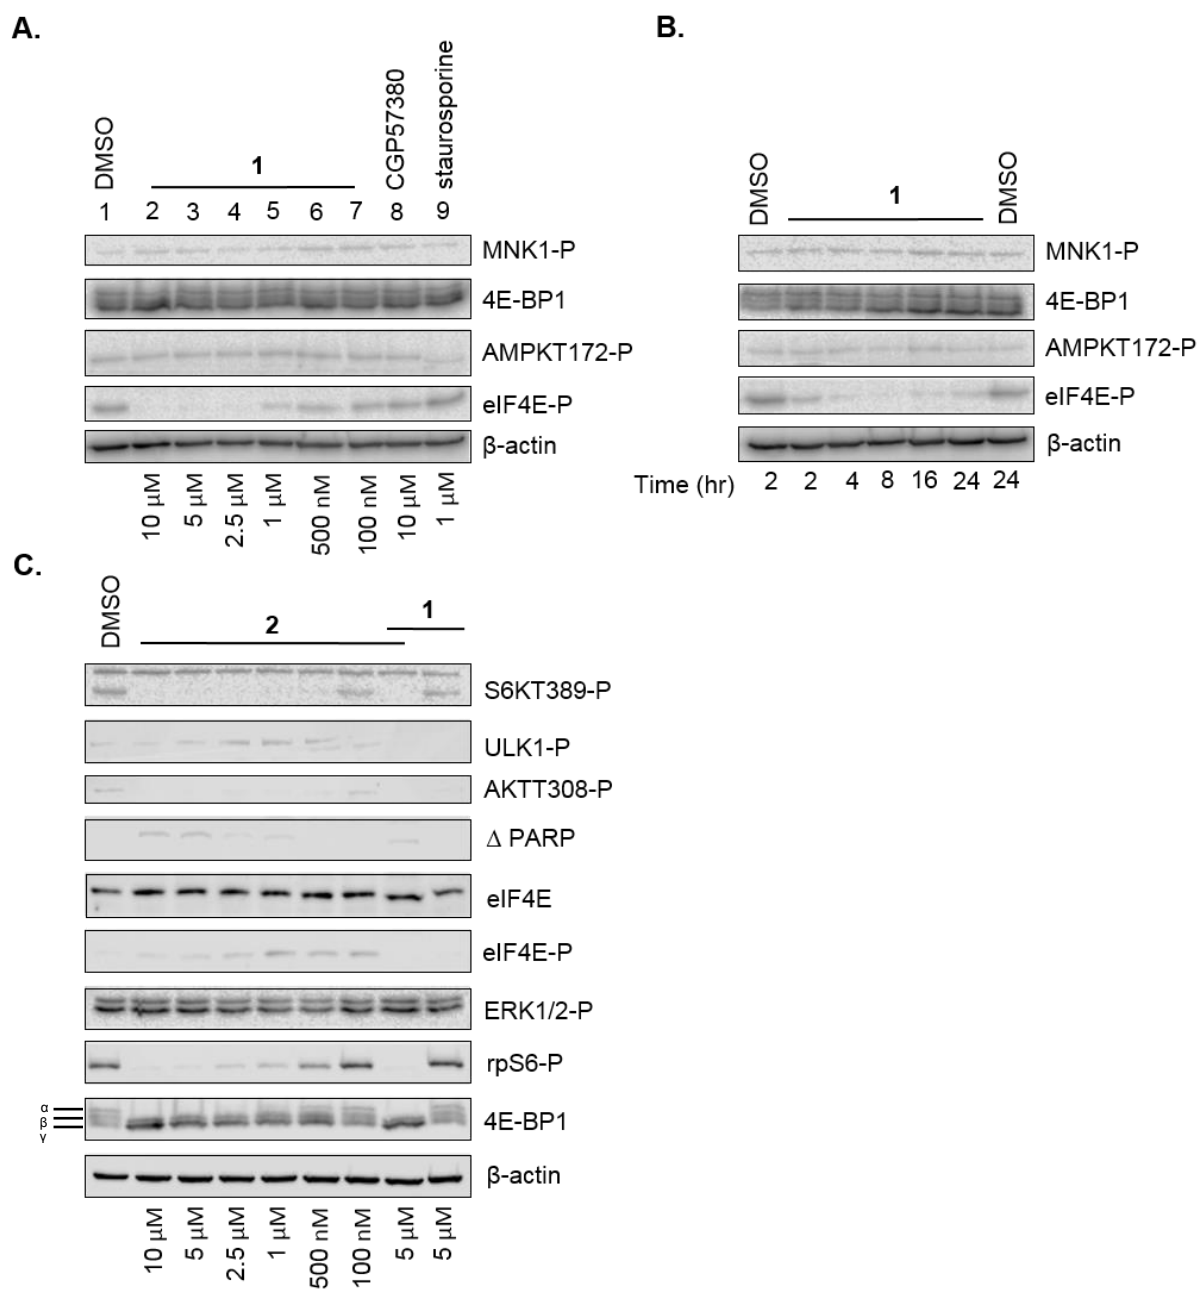 A.
DMSO
1
CGP57380
staurosporine
1 2 3 4 5 6 7 8 9
MNK1-P
4E-BP1
AMPKT172-P
eIF4E-P
β-actin
10 µM 5 µM 2.5 µM 1 µM 500 nM 100 nM 10 µM 1 µM
B.
DMSO
1
DMSO
MNK1-P
4E-BP1
AMPKT172-P
eIF4E-P
β-actin
Time (hr) 2 2 4 8 16 24 24
C.
DMSO
2
1
S6KT389-P
ULK1-P
AKTT308-P
Δ PARP
eIF4E
eIF4E-P
ERK1/2-P
rpS6-P
α
β
γ
4E-BP1
β-actin
10 µM 5 µM 2.5 µM 1 µM 500 nM 100 nM 5 µM 5 µM